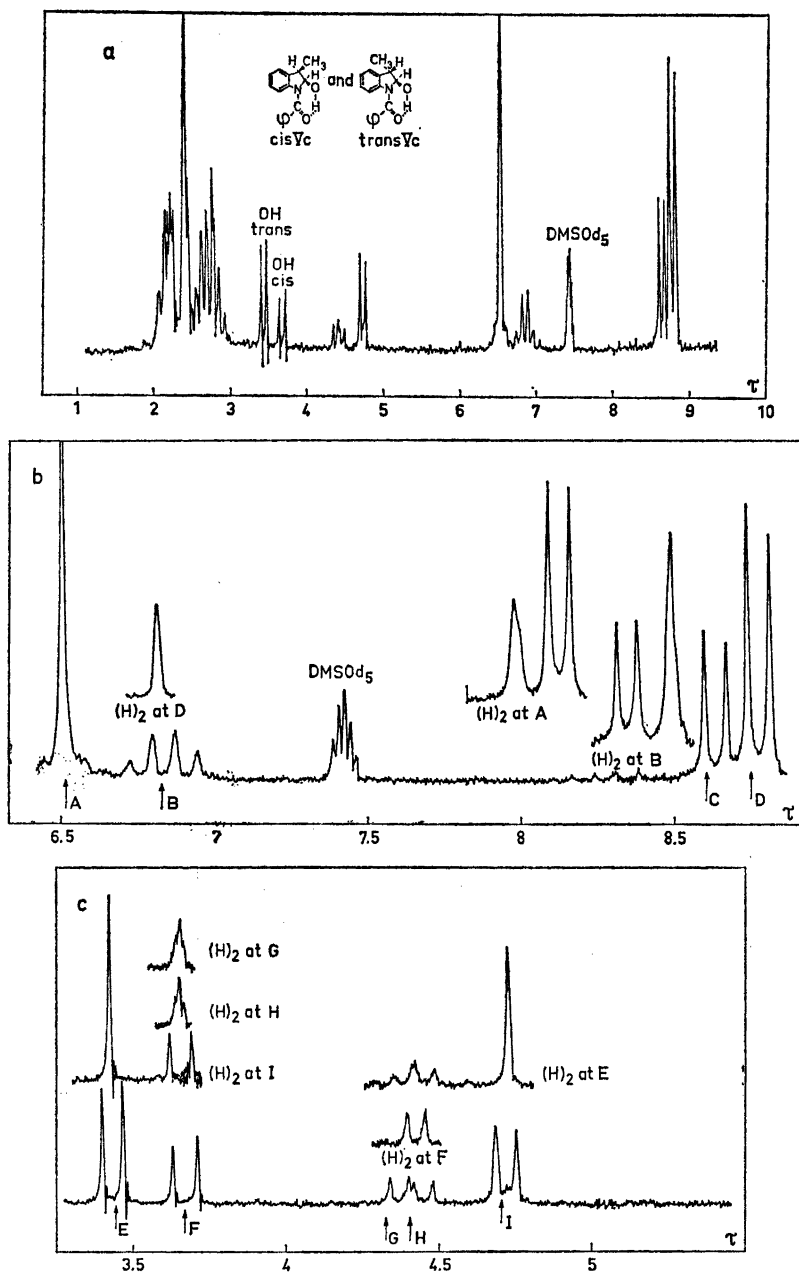 a
H CH₃
H
N O
C H
φ O
cis Vc
and
CH₃ H
H
N O
C H
φ O
trans Vc
OH
trans
OH
cis
DMSOd₅
1 2 3 4 5 6 7 8 9 10
τ
b
(H)₂ at D
DMSOd₅
(H)₂ at A
(H)₂ at B
A B C D
6.5 7 7.5 8 8.5
τ
c
(H)₂ at G
(H)₂ at H
(H)₂ at I
(H)₂ at E
(H)₂ at F
E F G H I
3.5 4 4.5 5
τ